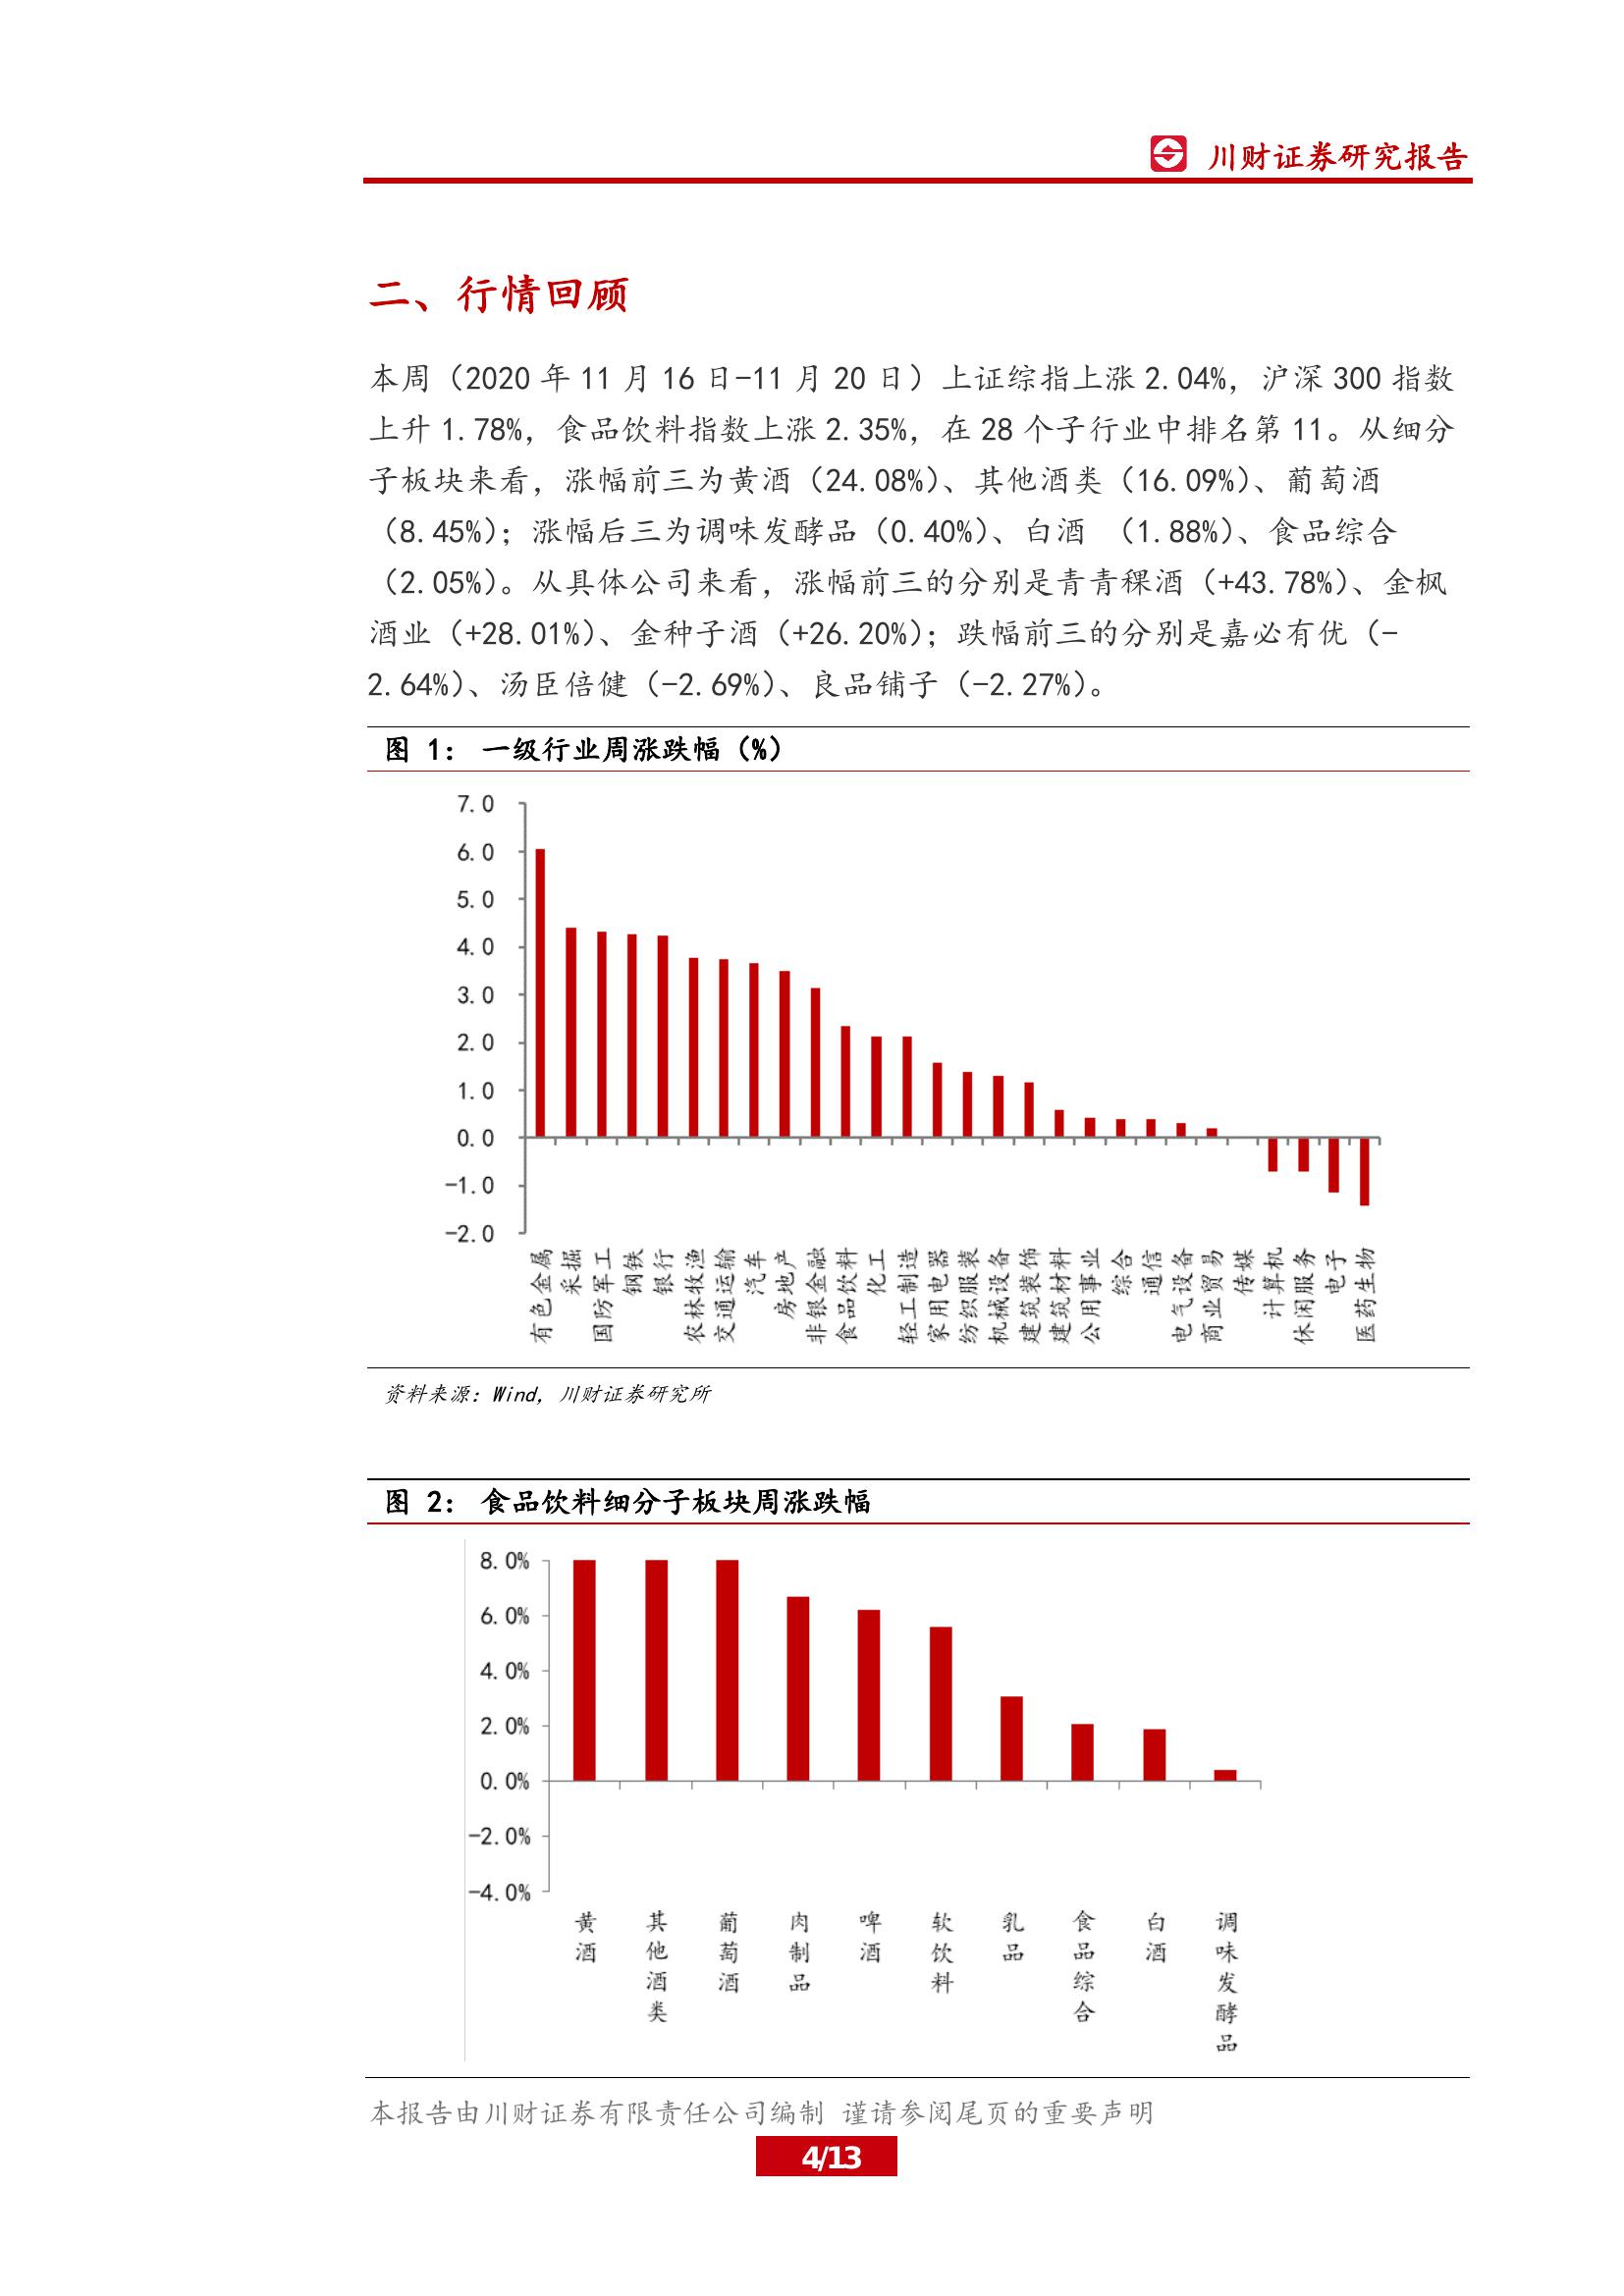 川财证券研究报告
二、行情回顾
本周（2020 年 11 月 16 日-11 月 20 日）上证综指上涨 2.04%，沪深 300 指数
上升 1.78%，食品饮料指数上涨 2.35%，在 28 个子行业中排名第 11。从细分
子板块来看，涨幅前三为黄酒（24.08%）、其他酒类（16.09%）、葡萄酒
（8.45%）；涨幅后三为调味发酵品（0.40%）、白酒 （1.88%）、食品综合
（2.05%）。从具体公司来看，涨幅前三的分别是青青稞酒（+43.78%）、金枫
酒业（+28.01%）、金种子酒（+26.20%）；跌幅前三的分别是嘉必有优（-
2.64%）、汤臣倍健（-2.69%）、良品铺子（-2.27%）。
图 1： 一级行业周涨跌幅（%）
7.0
6.0
5.0
4.0
3.0
2.0
1.0
0.0
-1.0
-2.0
有色金属
采掘
国防军工
钢铁
银行
农林牧渔
交通运输
汽车
房地产
非银金融
食品饮料
化工
轻工制造
家用电器
纺织服装
机械设备
建筑装饰
建筑材料
公用事业
综合
通信
电气设备
商业贸易
传媒
计算机
休闲服务
电子
医药生物
资料来源：Wind，川财证券研究所
图 2： 食品饮料细分子板块周涨跌幅
8.0%
6.0%
4.0%
2.0%
0.0%
-2.0%
-4.0%
黄酒
其他酒类
葡萄酒
肉制品
啤酒
软饮料
乳品
食品综合
白酒
调味发酵品
本报告由川财证券有限责任公司编制 谨请参阅尾页的重要声明
4/13